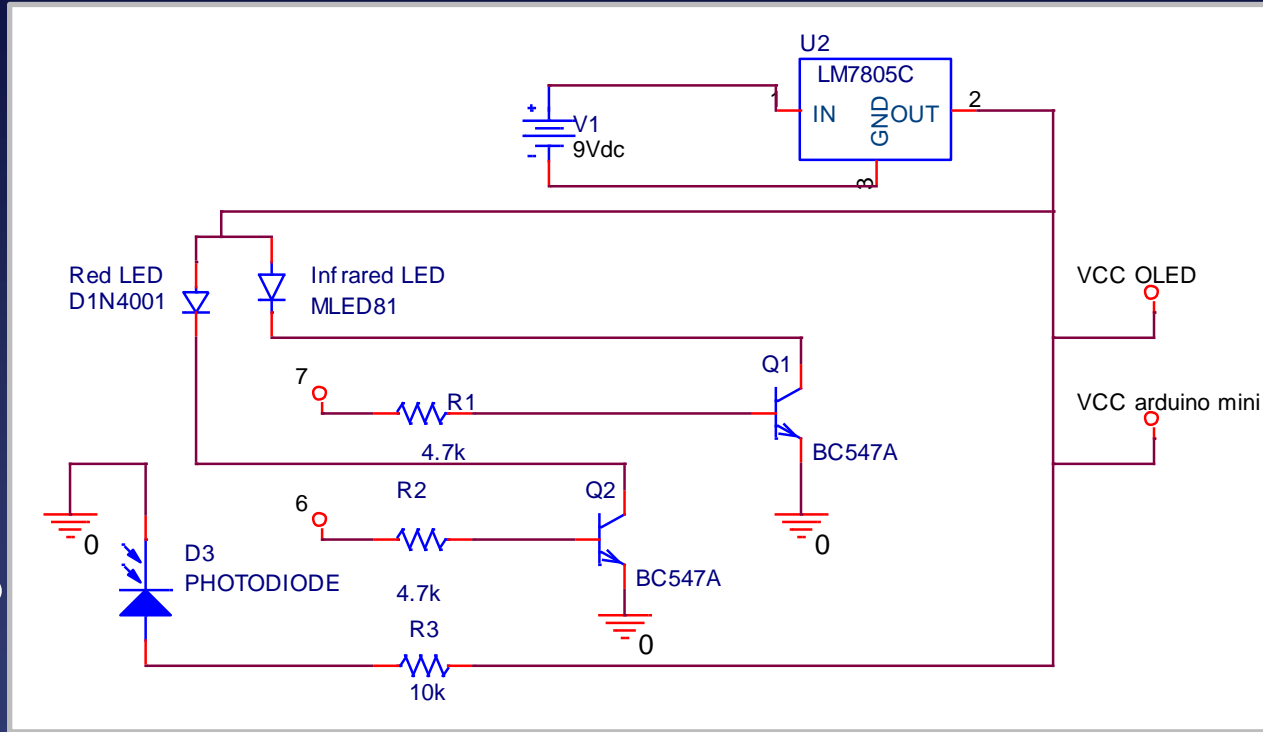 U2
LM7805C
1
IN
GND
OUT
2
3
+
V1
9Vdc
-
Red LED
D1N4001
Infrared LED
MLED81
VCC OLED
VCC arduino mini
7
R1
4.7k
Q1
BC547A
0
6
R2
4.7k
Q2
BC547A
0
0
D3
PHOTODIODE
R3
10k